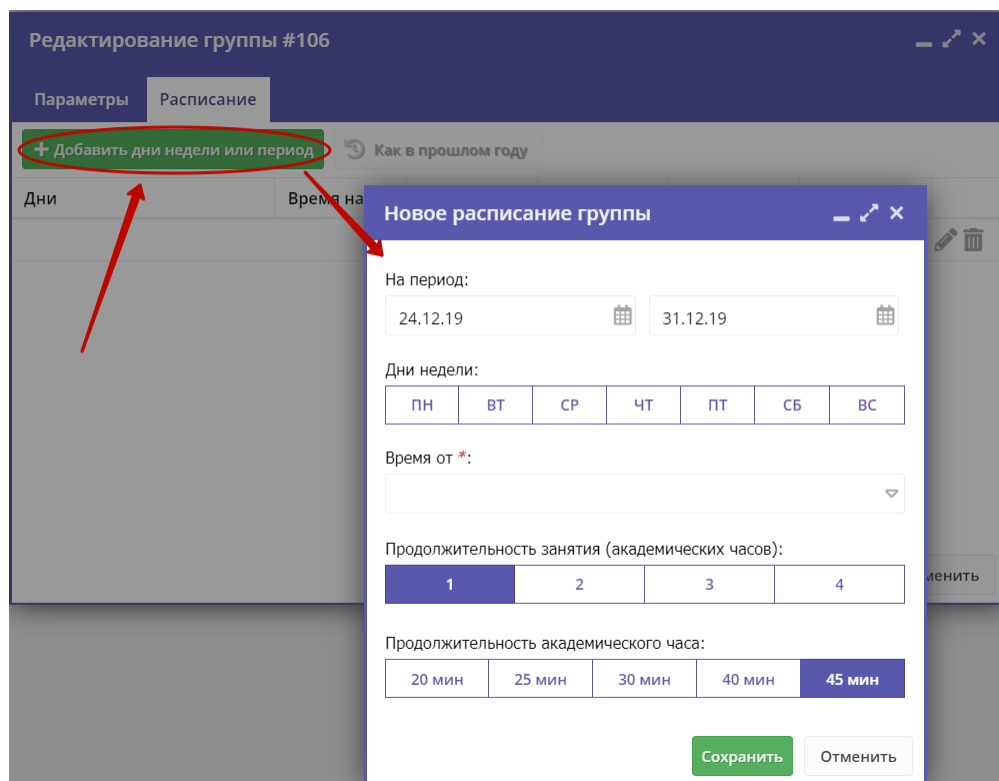 Редактирование группы #106
Параметры Расписание
Добавить дни недели или период Как в прошлом году
Дни Время на
Новое расписание группы
На период:
24.12.19 31.12.19
Дни недели:
ПН ВТ СР ЧТ ПТ СБ ВС
Время от *:
Продолжительность занятия (академических часов):
1 2 3 4
менить
Продолжительность академического часа:
20 мин 25 мин 30 мин 40 мин 45 мин
Сохранить Отменить